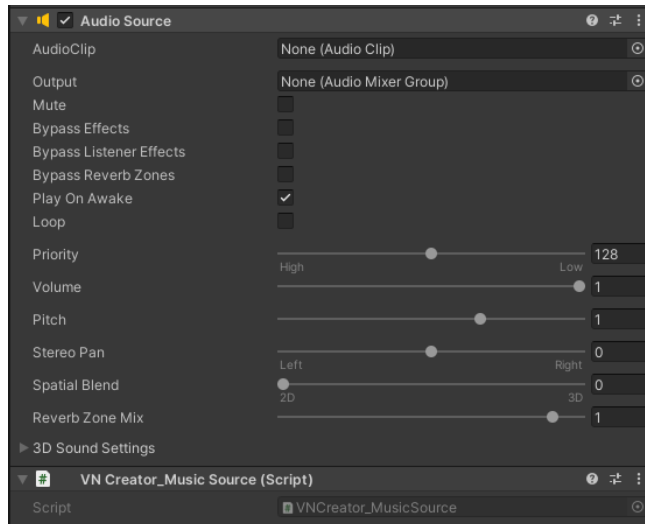 Audio Source
AudioClip None (Audio Clip)
Output None (Audio Mixer Group)
Mute
Bypass Effects
Bypass Listener Effects
Bypass Reverb Zones
Play On Awake
Loop
Priority 128
High Low
Volume 1
Pitch 1
Stereo Pan 0
Left Right
Spatial Blend 0
2D 3D
Reverb Zone Mix 1
3D Sound Settings
# VN Creator_Music Source (Script)
Script # VNCreator_MusicSource